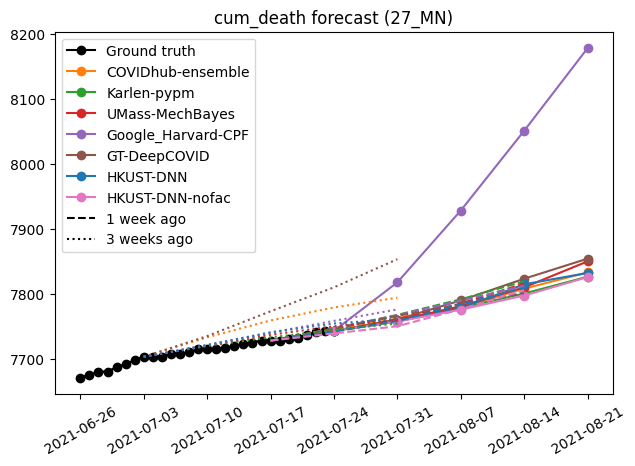 cum_death forecast (27_MN)
8200
8100
8000
7900
7800
7700
Ground truth
COVIDhub-ensemble
Karlen-pypm
UMass-MechBayes
Google_Harvard-CPF
GT-DeepCOVID
HKUST-DNN
HKUST-DNN-nofac
1 week ago
3 weeks ago
2021-06-26
2021-07-03
2021-07-10
2021-07-17
2021-07-24
2021-07-31
2021-08-07
2021-08-14
2021-08-21